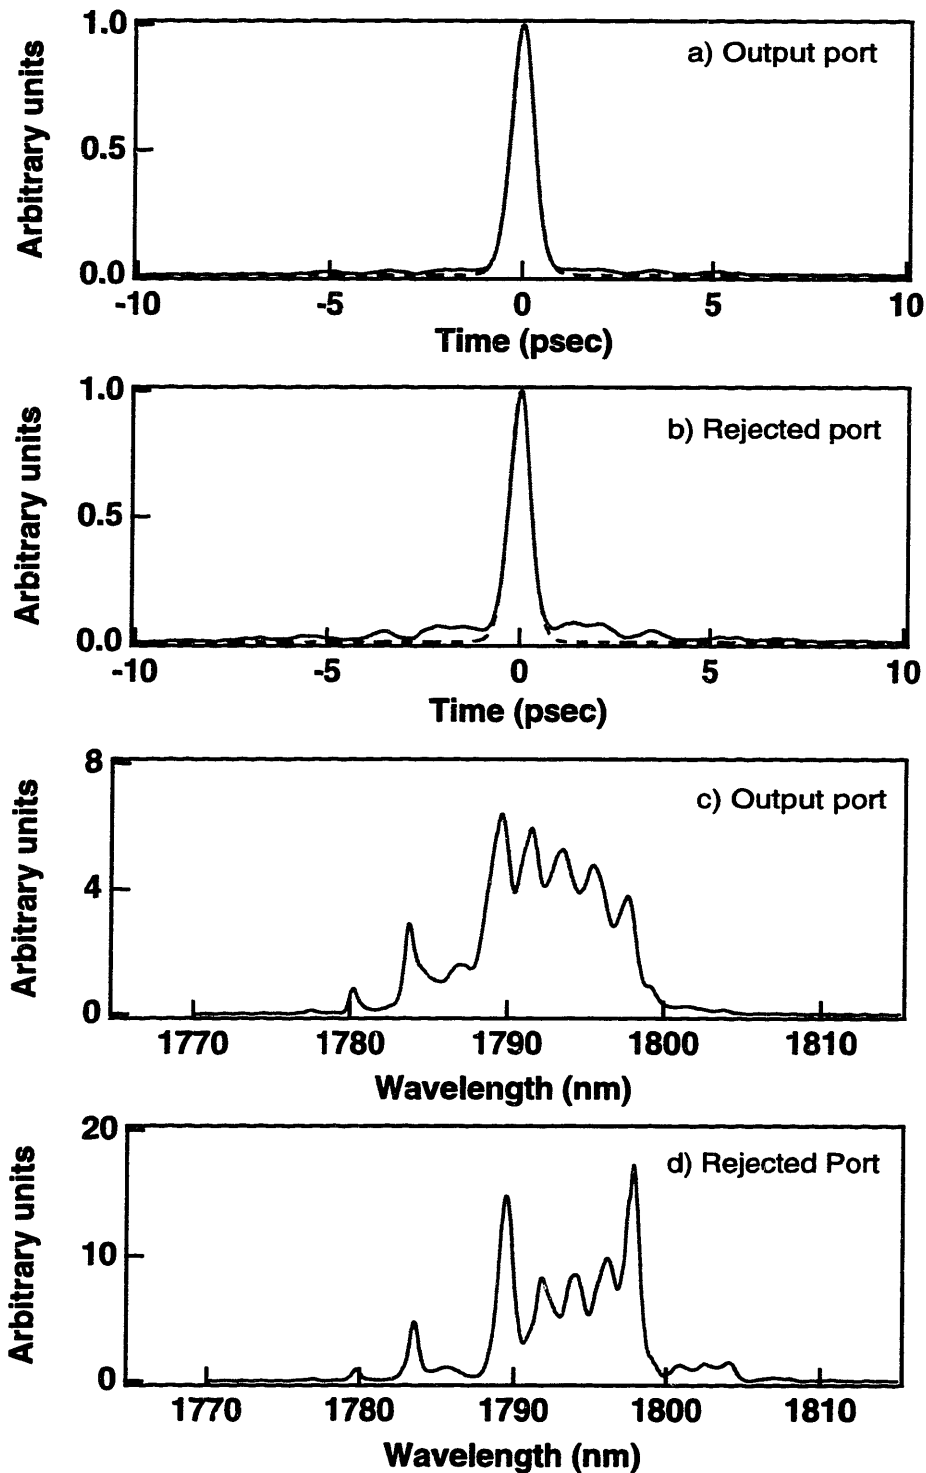 a) Output port
Arbitrary units
1.0
0.5
0.0
-10 -5 0 5 10
Time (psec)
b) Rejected port
Arbitrary units
1.0
0.5
0.0
-10 -5 0 5 10
Time (psec)
c) Output port
Arbitrary units
8
4
0
1770 1780 1790 1800 1810
Wavelength (nm)
d) Rejected Port
Arbitrary units
20
10
0
1770 1780 1790 1800 1810
Wavelength (nm)